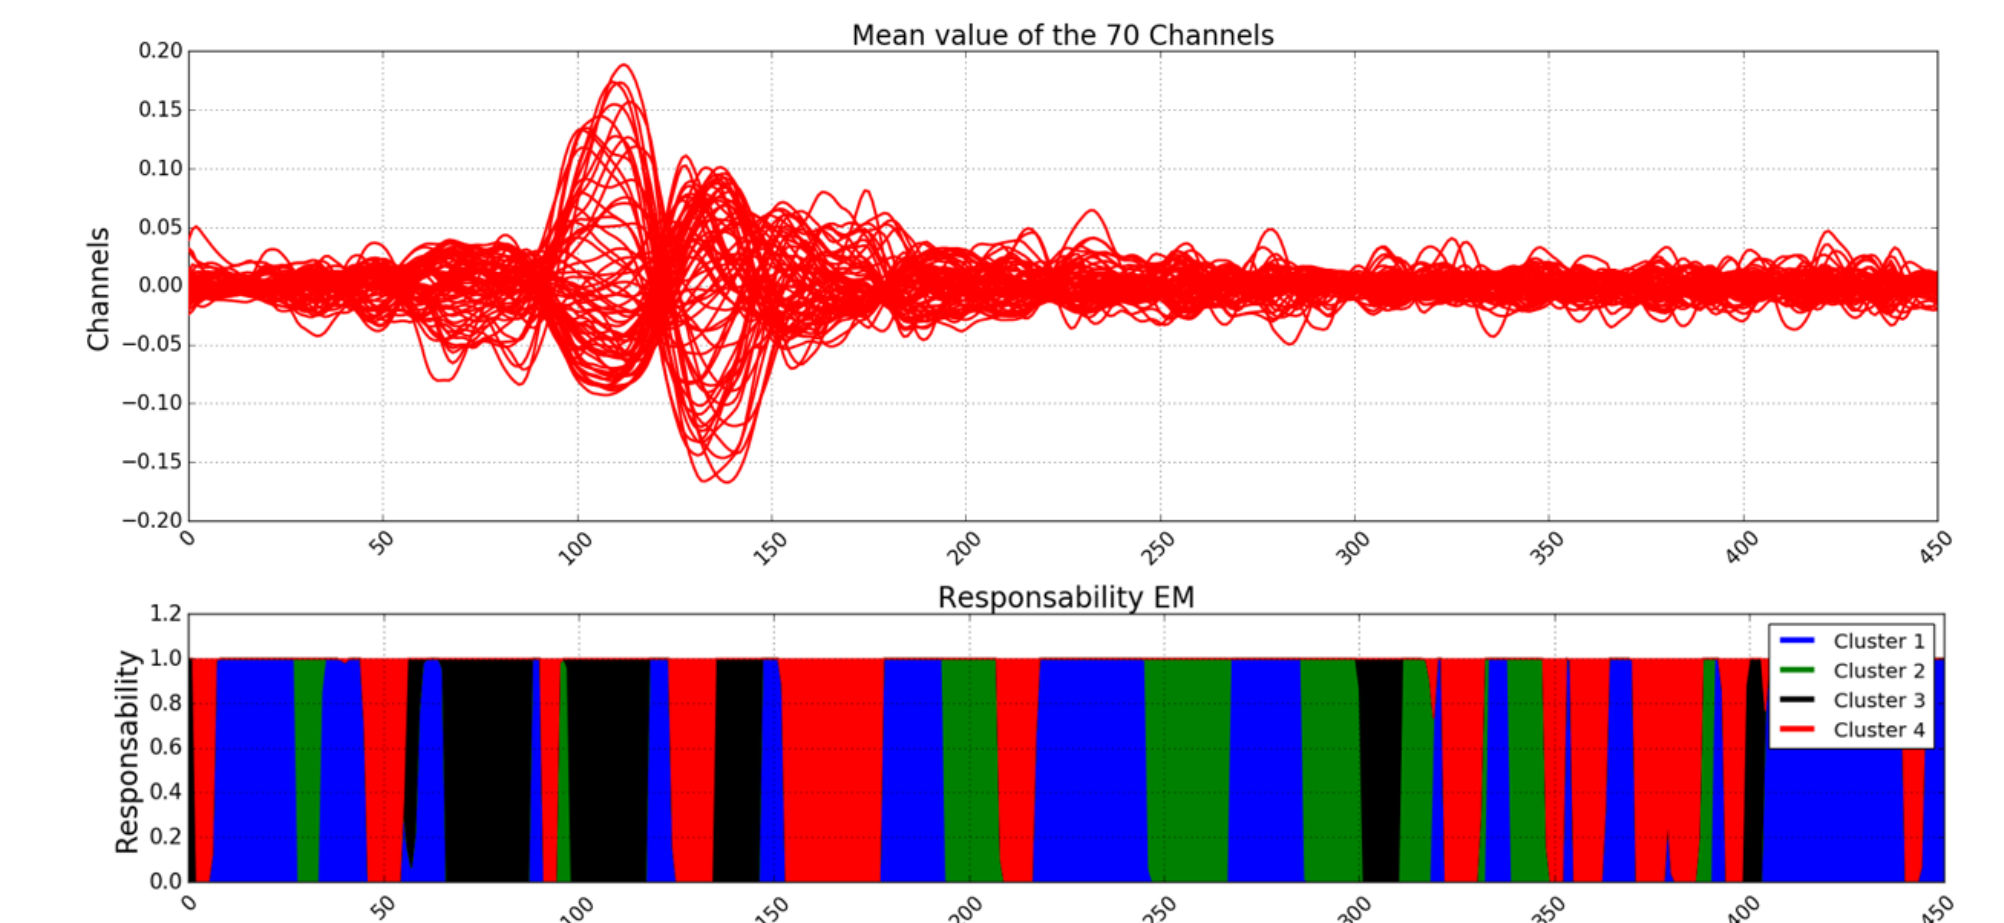 Mean value of the 70 Channels
0.20
0.15
0.10
0.05
0.00
−0.05
−0.10
−0.15
−0.20
Channels
0 50 100 150 200 250 300 350 400 450
Responsability EM
1.2
1.0
0.8
0.6
0.4
0.2
0.0
Responsability
Cluster 1
Cluster 2
Cluster 3
Cluster 4
0 50 100 150 200 250 300 350 400 450